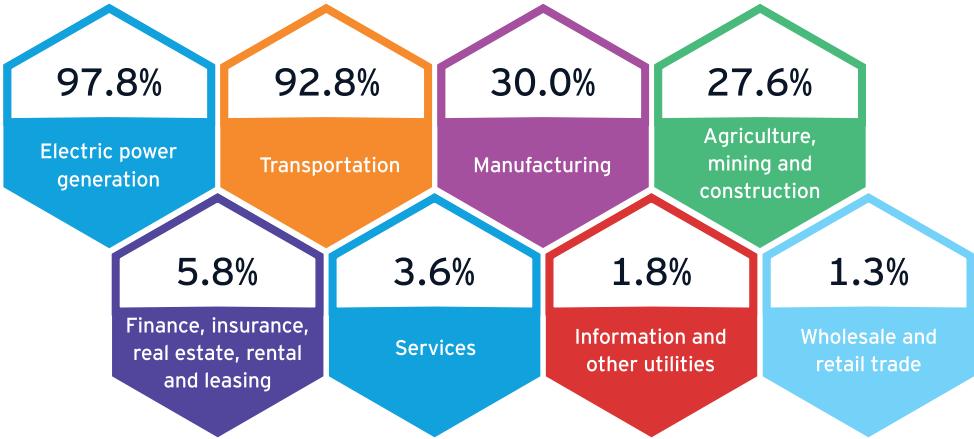 97.8%
Electric power
generation
92.8%
Transportation
30.0%
Manufacturing
27.6%
Agriculture,
mining and
construction
5.8%
Finance, insurance,
real estate, rental
and leasing
3.6%
Services
1.8%
Information and
other utilities
1.3%
Wholesale and
retail trade